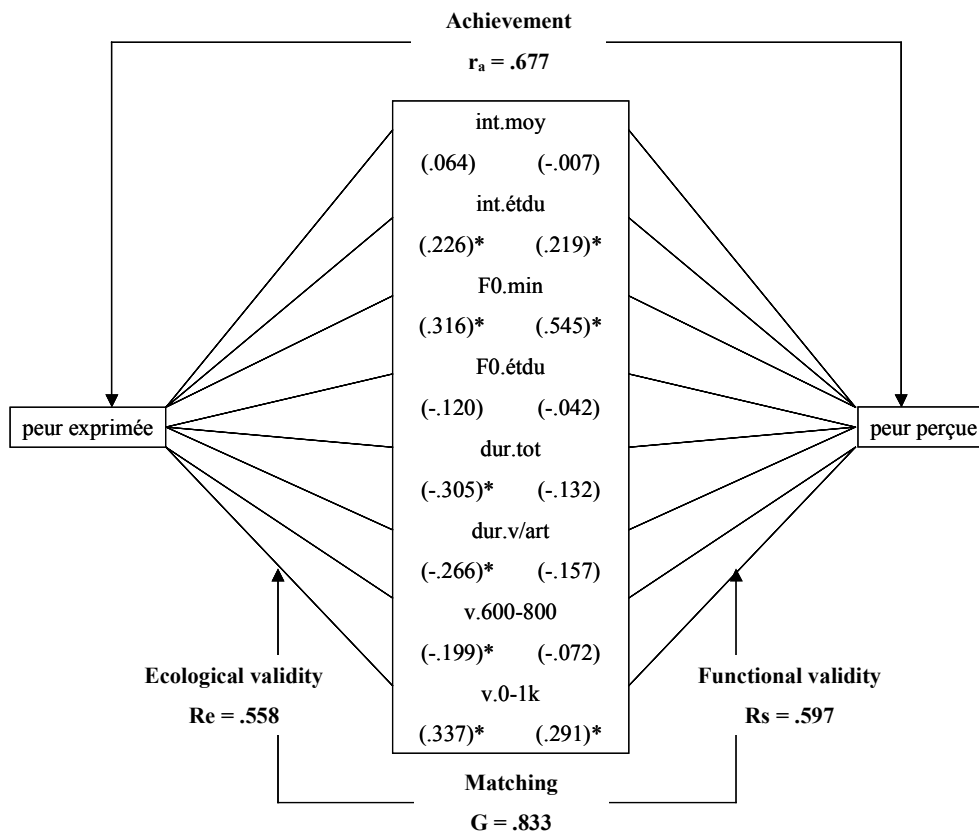 Achievement
rₐ = .677
int.moy
(.064) (-.007)
int.étdu
(.226)* (.219)*
F0.min
(.316)* (.545)*
F0.étdu
(-.120) (-.042)
peur exprimée
peur perçue
dur.tot
(-.305)* (-.132)
dur.v/art
(-.266)* (-.157)
v.600-800
(-.199)* (-.072)
Ecological validity
Re = .558
Functional validity
Rs = .597
v.0-1k
(.337)* (.291)*
Matching
G = .833